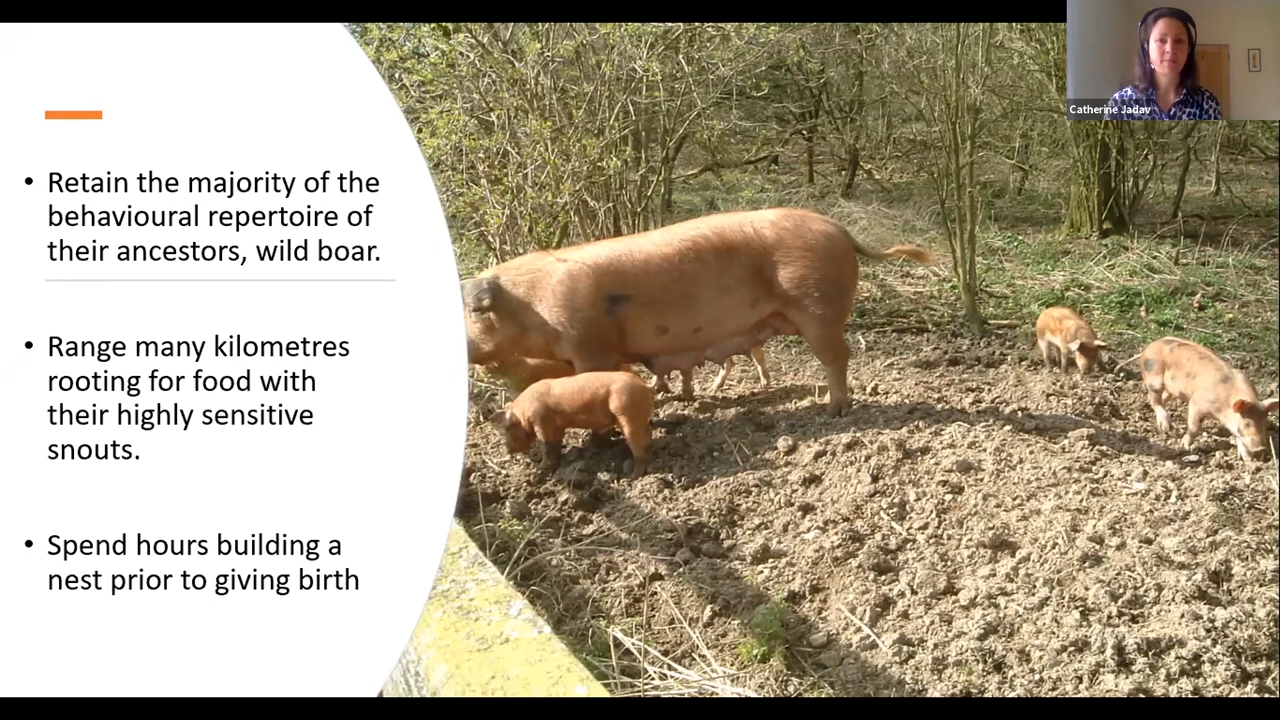 • Retain the majority of the
behavioural repertoire of
their ancestors, wild boar.
• Range many kilometres
rooting for food with
their highly sensitive
snouts.
• Spend hours building a
nest prior to giving birth
Catherine Jadav